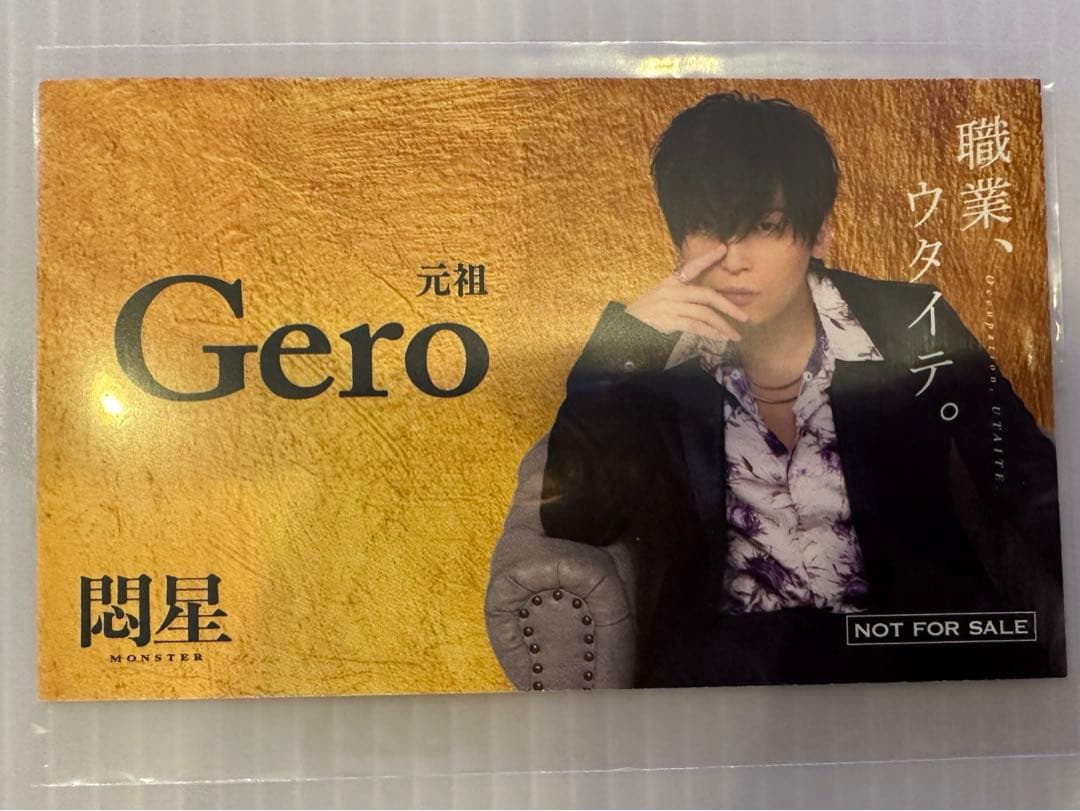 元祖
Gero
職業、
ウタイテ。
Occupation, UTAITE.
悶星
MONSTER
NOT FOR SALE